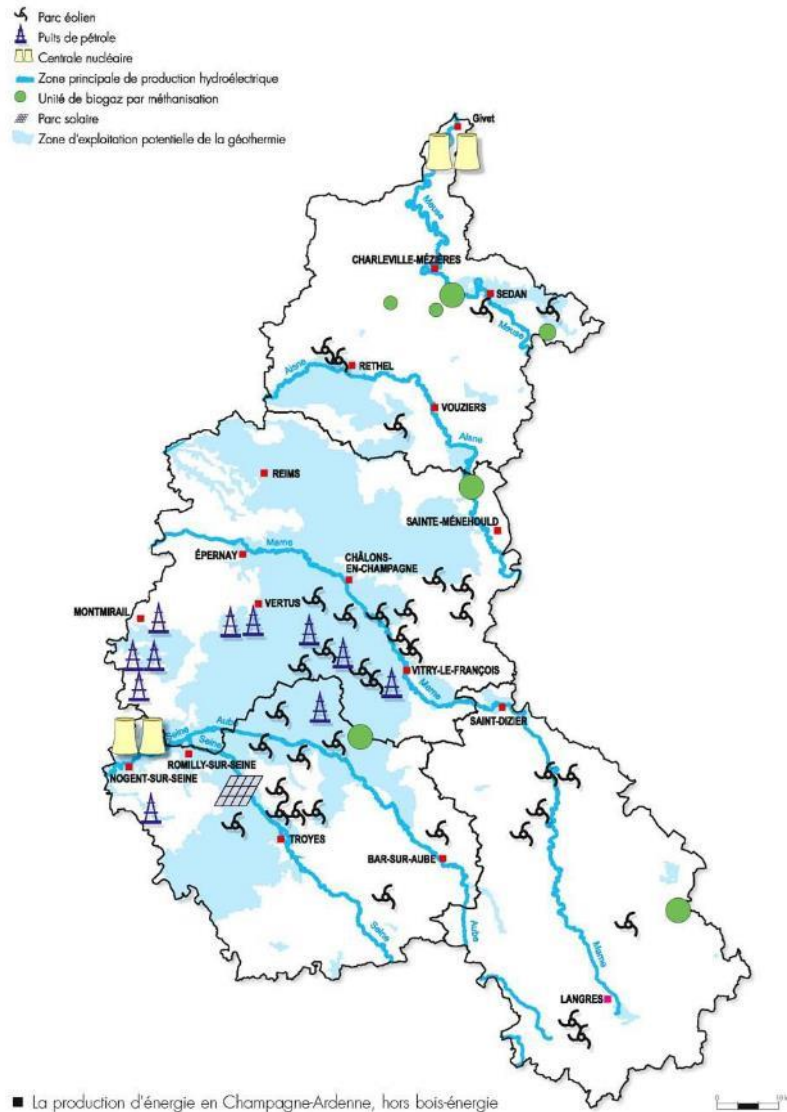 Parc éolien
Puits de pétrole
Centrale nucléaire
Zone principale de production hydroélectrique
Unité de biogaz par méthanisation
Parc solaire
Zone d'exploitation potentielle de la géothermie
Givet
Meuse
CHARLEVILLE-MÉZIÈRES
SEDAN
Meuse
Aisne
RETHEL
VOUZIERS
Aisne
REIMS
SAINTE-MÉNEHOULD
Marne
ÉPERNAY
CHÂLONS-
EN-CHAMPAGNE
VERTUS
MONTMIRAIL
VITRY-LE-FRANÇOIS
Marne
SAINT-DIZIER
Aube
Seine
Seine
ROMILLY-SUR-SEINE
NOGENT-SUR-SEINE
TROYES
BAR-SUR-AUBE
Seine
Aube
Marne
LANGRES
La production d'énergie en Champagne-Ardenne, hors bois-énergie
0